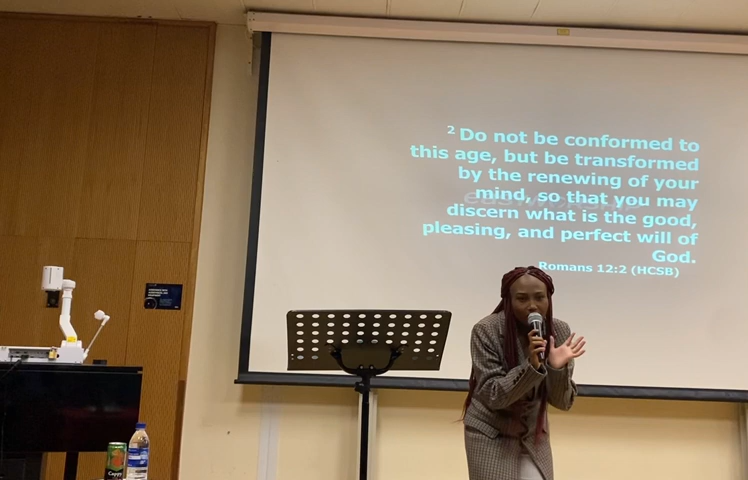 2 Do not be conformed to
this age, but be transformed
by the renewing of your
mind, so that you may
discern what is the good,
pleasing, and perfect will of
God.
Romans 12:2 (HCSB)
Cappy